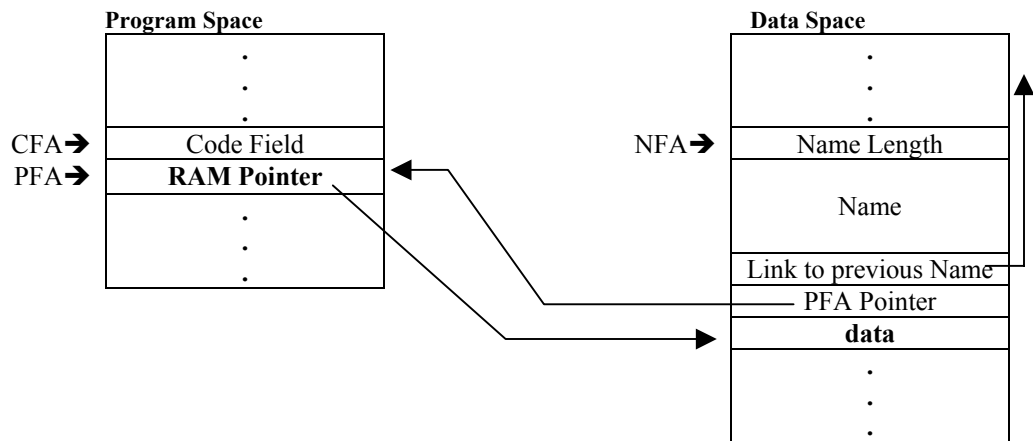 Program Space
Data Space
.
.
.
.
.
.
CFA➔
Code Field
NFA➔
Name Length
PFA➔
RAM Pointer
Name
.
.
.
Link to previous Name
PFA Pointer
data
.
.
.